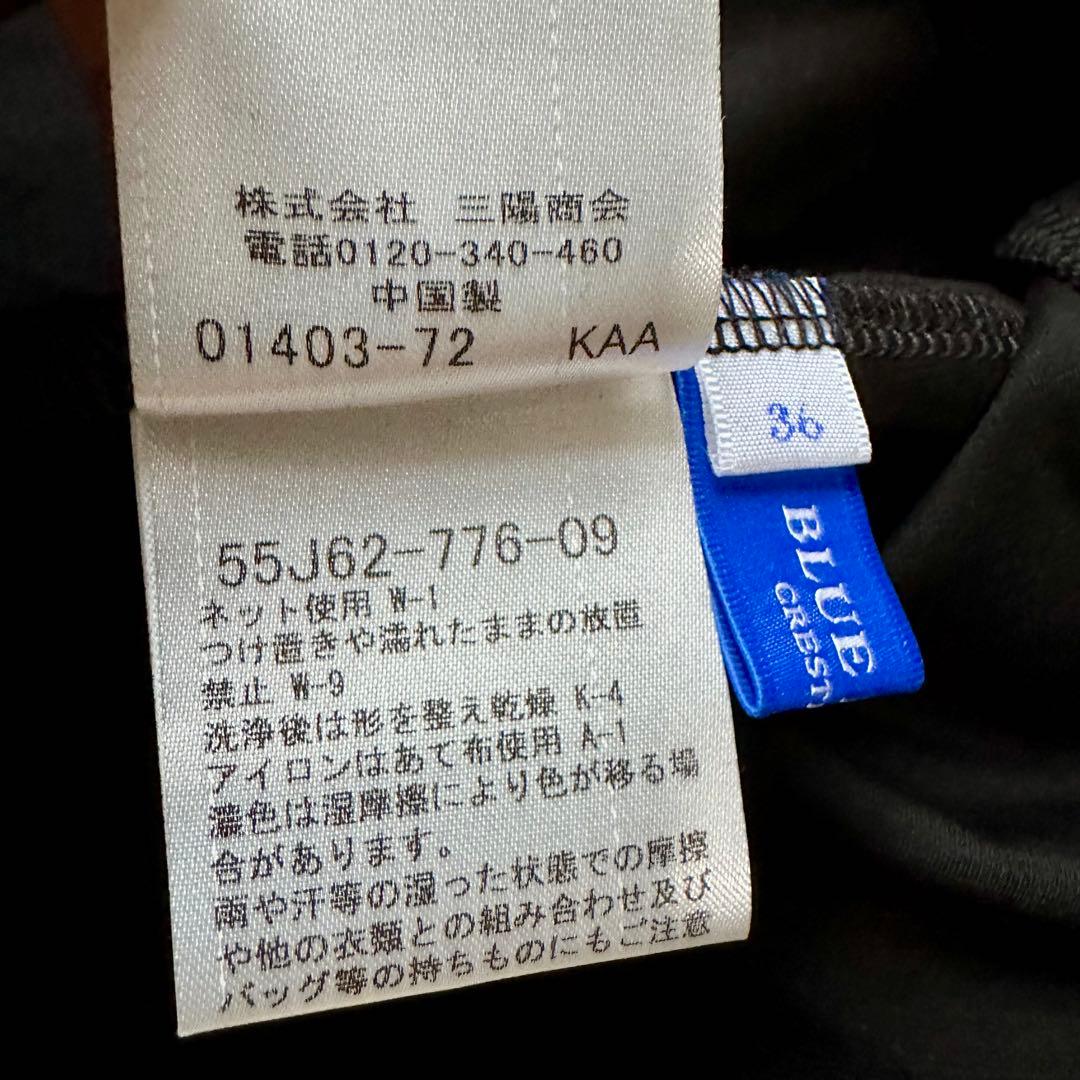 株式会社 三陽商会
電話0120-340-460
中国製
01403-72 KAA
55J62-776-09
ネット使用 W-1
つけ置きや濡れたままの放置
禁止 W-9
洗浄後は形を整え乾燥 K-4
アイロンはあて布使用 A-1
濃色は湿摩擦により色が移る場
合があります。
雨や汗等の湿った状態での摩擦
や他の衣類との組み合わせ及び
バッグ等の持ちものにもご注意
36
BLUE
CREST